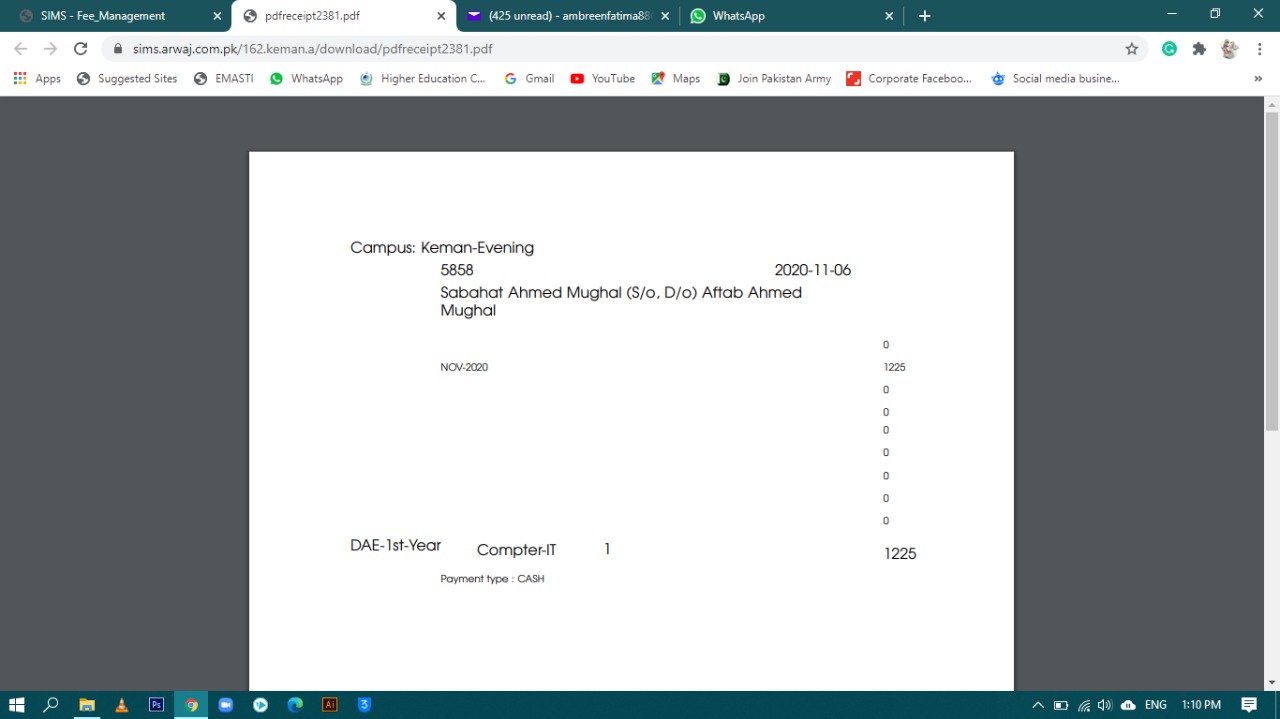 SIMS - Fee_Management
pdfreceipt2381.pdf
(425 unread) - ambreenfatima88
WhatsApp
sims.arwaj.com.pk/162.keman.a/download/pdfreceipt2381.pdf
Apps Suggested Sites EMASTI WhatsApp Higher Education C... Gmail YouTube Maps Join Pakistan Army Corporate Faceboo... Social media busine... »
Campus: Keman-Evening
5858 2020-11-06
Sabahat Ahmed Mughal (S/o, D/o) Aftab Ahmed
Mughal
0
NOV-2020 1225
0
0
0
0
0
0
0
DAE-1st-Year Compter-IT 1 1225
Payment type : CASH
Ps Ai ENG 1:10 PM